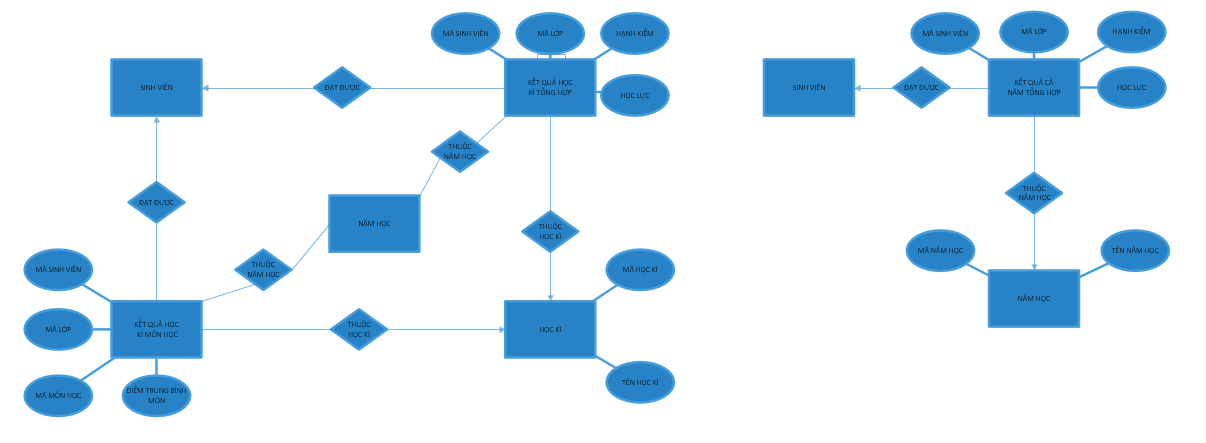 MÃ SINH VIÊN
MÃ LỚP
HẠNH KIỂM
MÃ SINH VIÊN
MÃ LỚP
HẠNH KIỂM
SINH VIÊN
ĐẠT ĐƯỢC
KẾT QUẢ HỌC
KÌ TỔNG HỢP
HỌC LỰC
SINH VIÊN
ĐẠT ĐƯỢC
KẾT QUẢ CẢ
NĂM TỔNG HỢP
HỌC LỰC
THUỘC
NĂM HỌC
ĐẠT ĐƯỢC
NĂM HỌC
THUỘC
HỌC KÌ
THUỘC
NĂM HỌC
MÃ NĂM HỌC
TÊN NĂM HỌC
MÃ SINH VIÊN
THUỘC
NĂM HỌC
MÃ HỌC KÌ
NĂM HỌC
MÃ LỚP
KẾT QUẢ HỌC
KÌ MÔN HỌC
THUỘC
HỌC KÌ
HỌC KÌ
MÃ MÔN HỌC
ĐIỂM TRUNG BÌNH
MÔN
TÊN HỌC KÌ